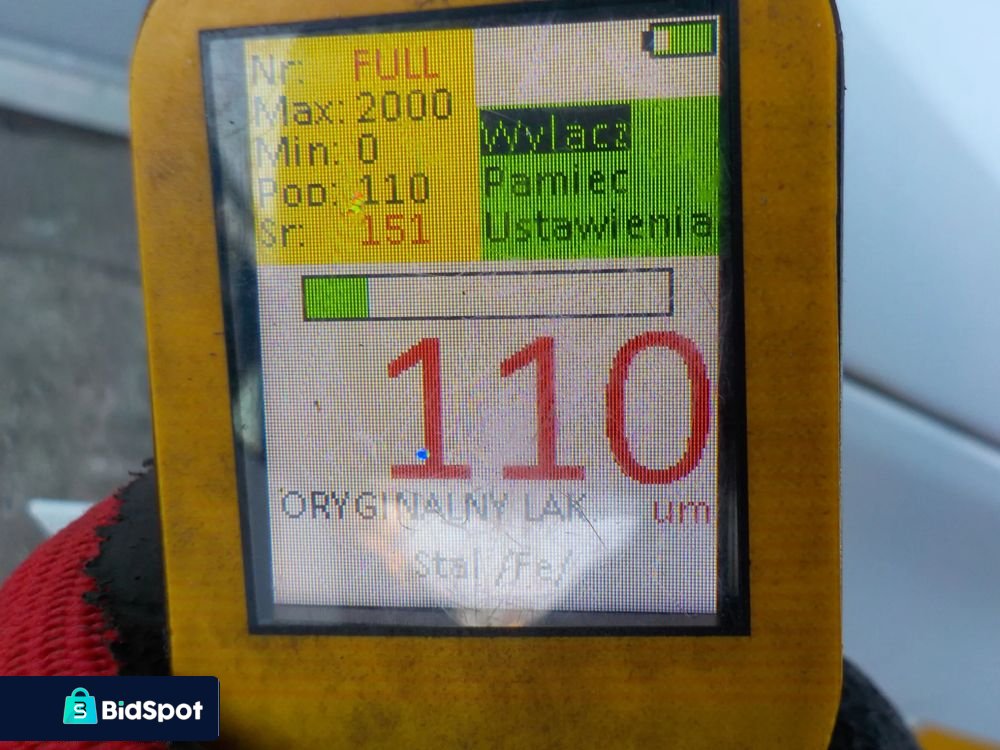 Nr: FULL
Max: 2000
Min: 0
Pop: 110
Sr: 151
Wylacz
Pamiec
Ustawienia
110
ORYGINALNY LAK um
Stal /Fe/
BidSpot